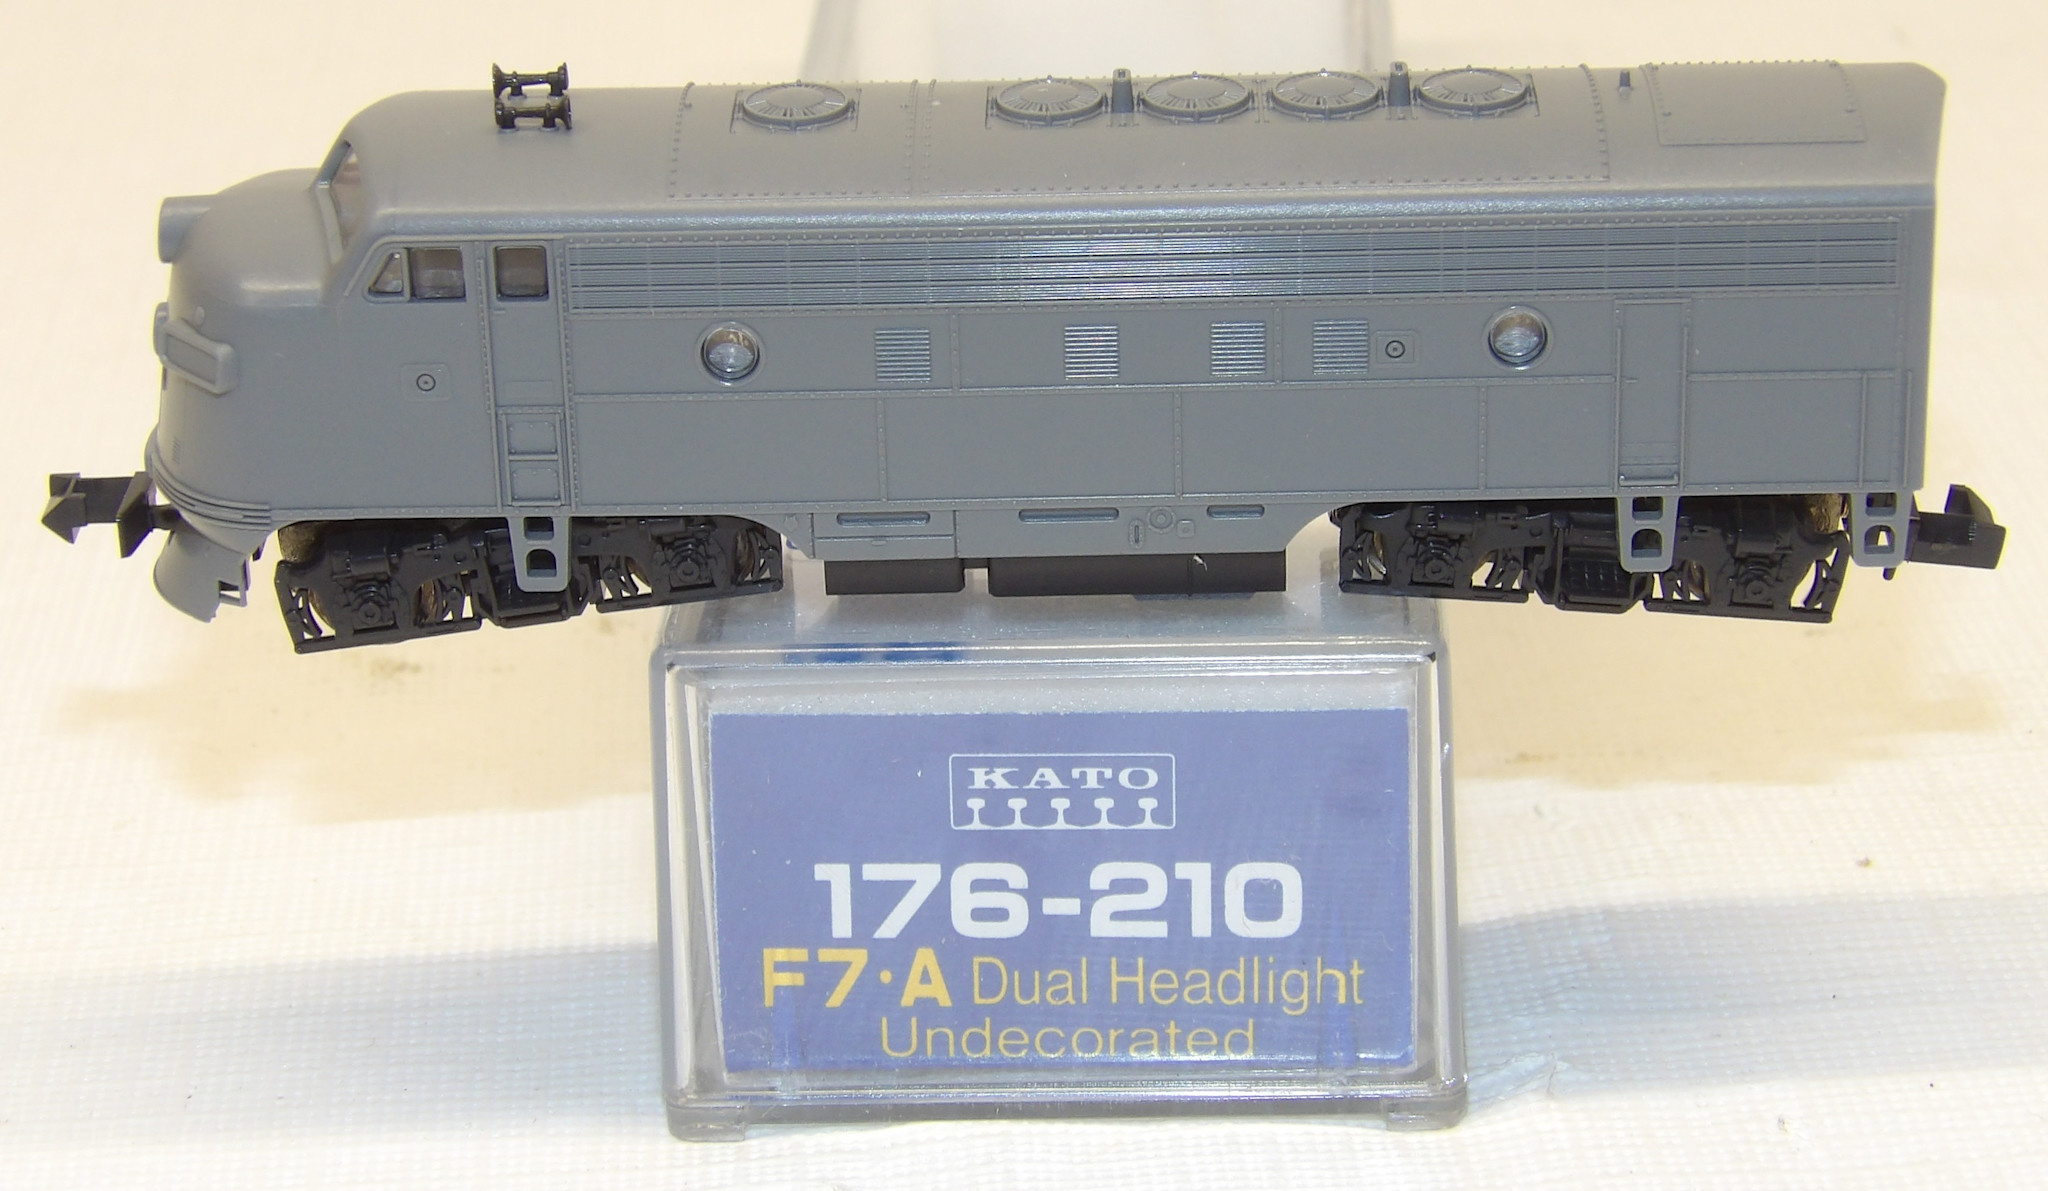 KATO
176-210
F7·A Dual Headlight
Undecorated